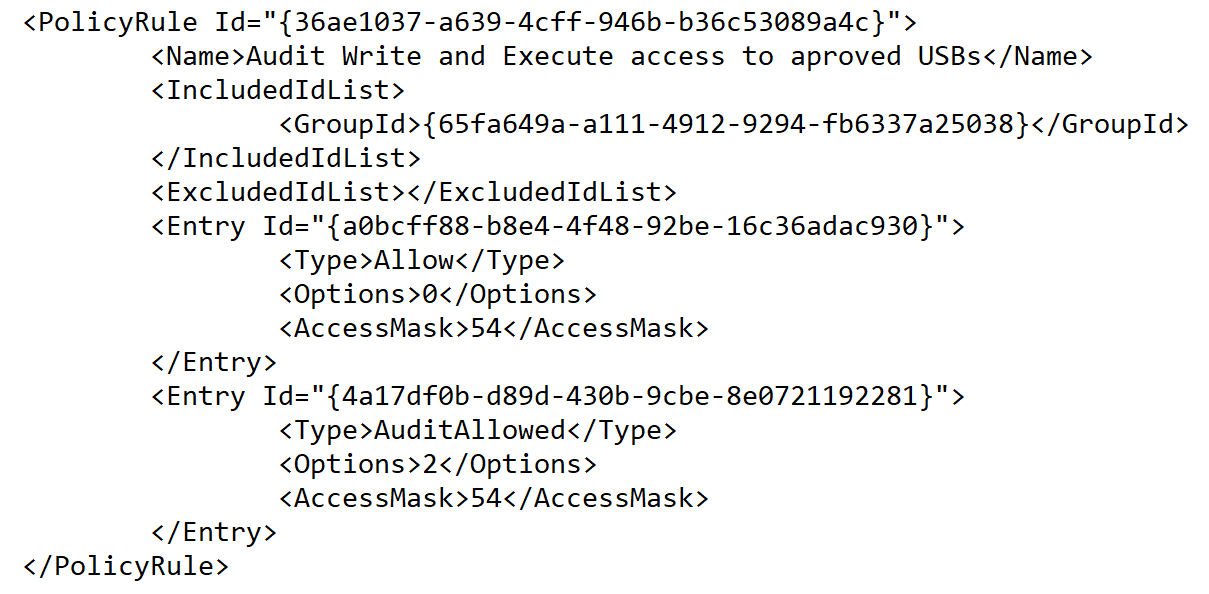 <PolicyRule Id="{36ae1037-a639-4cff-946b-b36c53089a4c}">
<Name>Audit Write and Execute access to aproved USBs</Name>
<IncludedIdList>
<GroupId>{65fa649a-a111-4912-9294-fb6337a25038}</GroupId>
</IncludedIdList>
<ExcludedIdList></ExcludedIdList>
<Entry Id="{a0bcff88-b8e4-4f48-92be-16c36adac930}">
<Type>Allow</Type>
<Options>0</Options>
<AccessMask>54</AccessMask>
</Entry>
<Entry Id="{4a17df0b-d89d-430b-9cbe-8e0721192281}">
<Type>AuditAllowed</Type>
<Options>2</Options>
<AccessMask>54</AccessMask>
</Entry>
</PolicyRule>